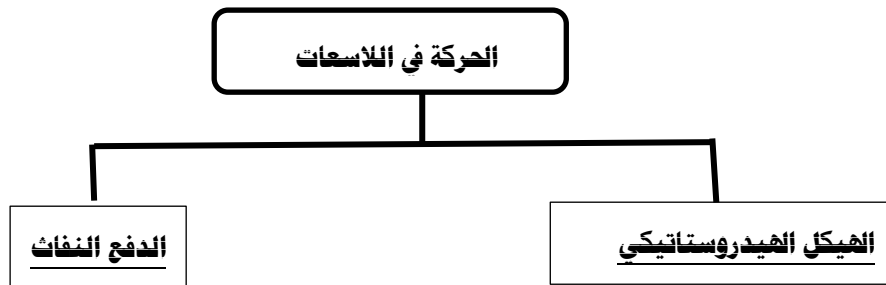 الحركة في اللاسعات
الهيكل الهيدروستاتيكي
الدفع النفاث